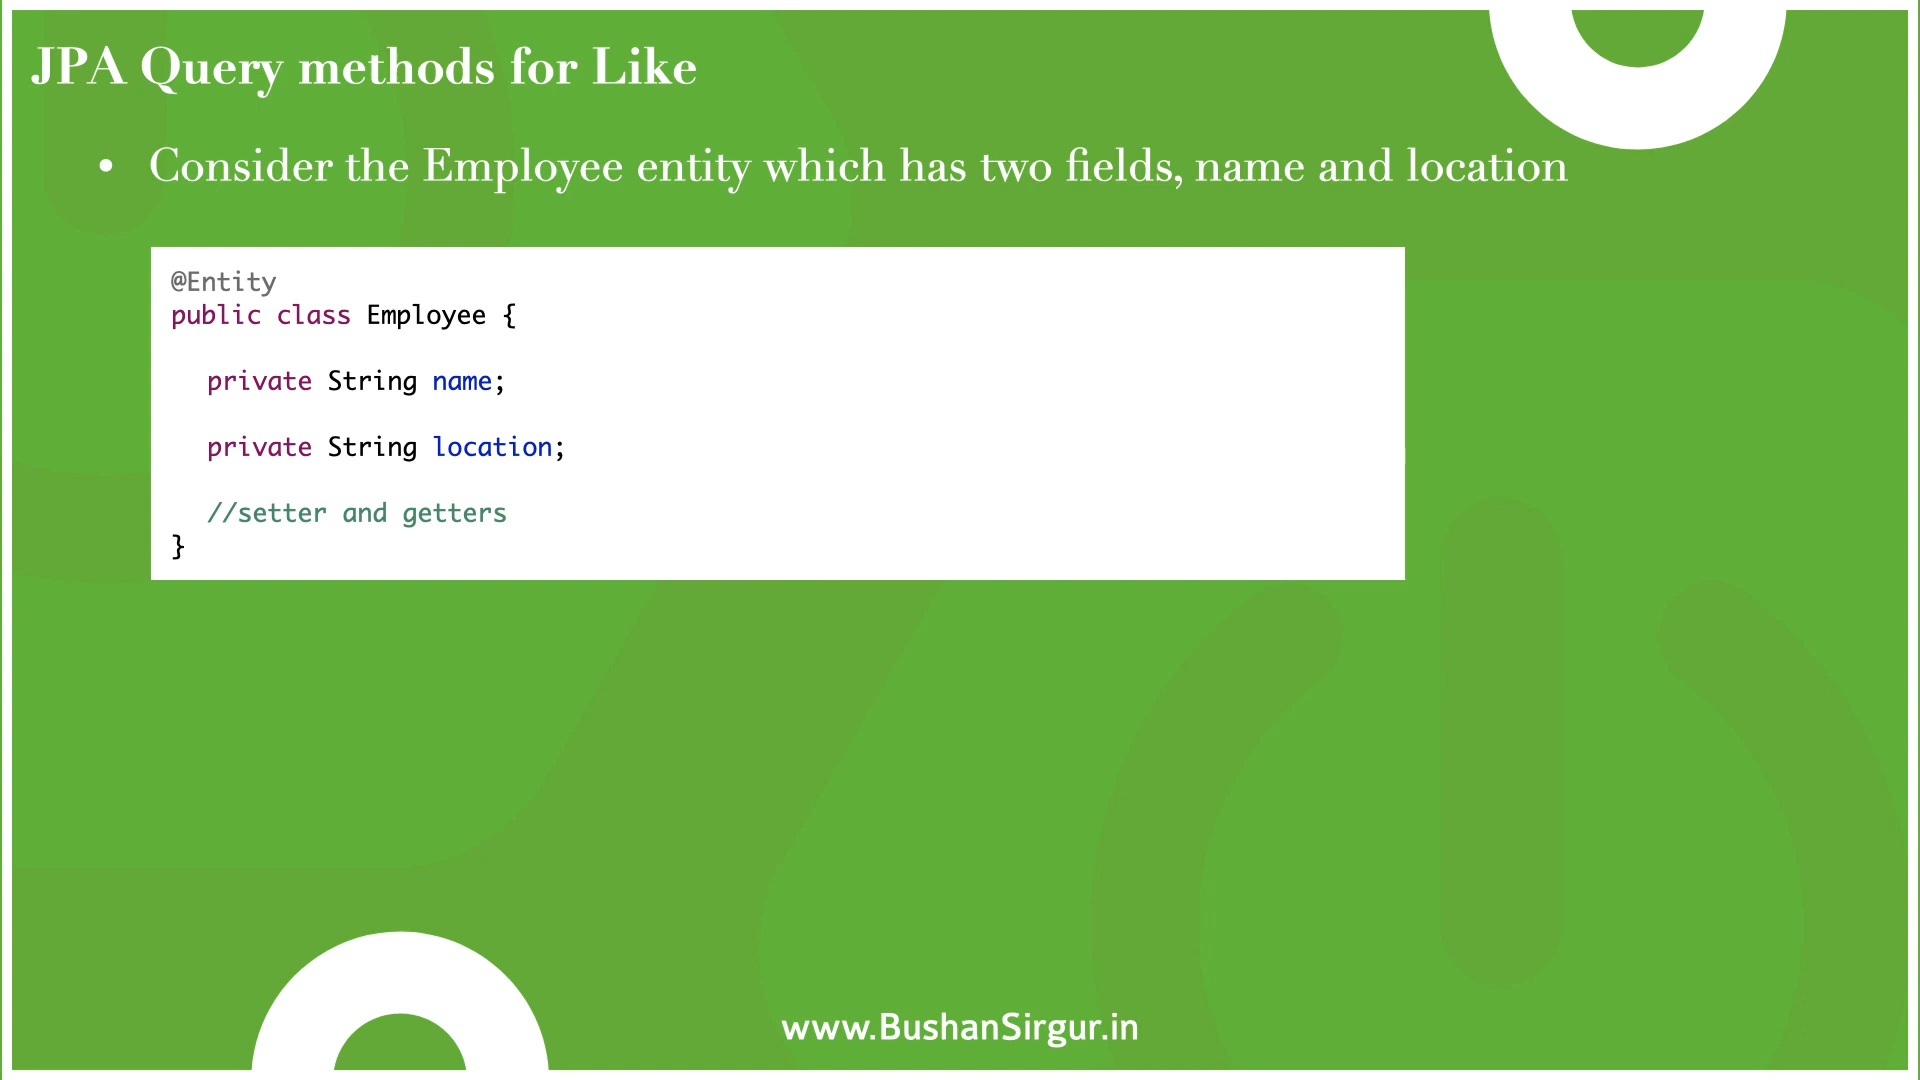 JPA Query methods for Like
• Consider the Employee entity which has two fields, name and location
@Entity
public class Employee {
private String name;
private String location;
//setter and getters
}
www.BushanSirgur.in